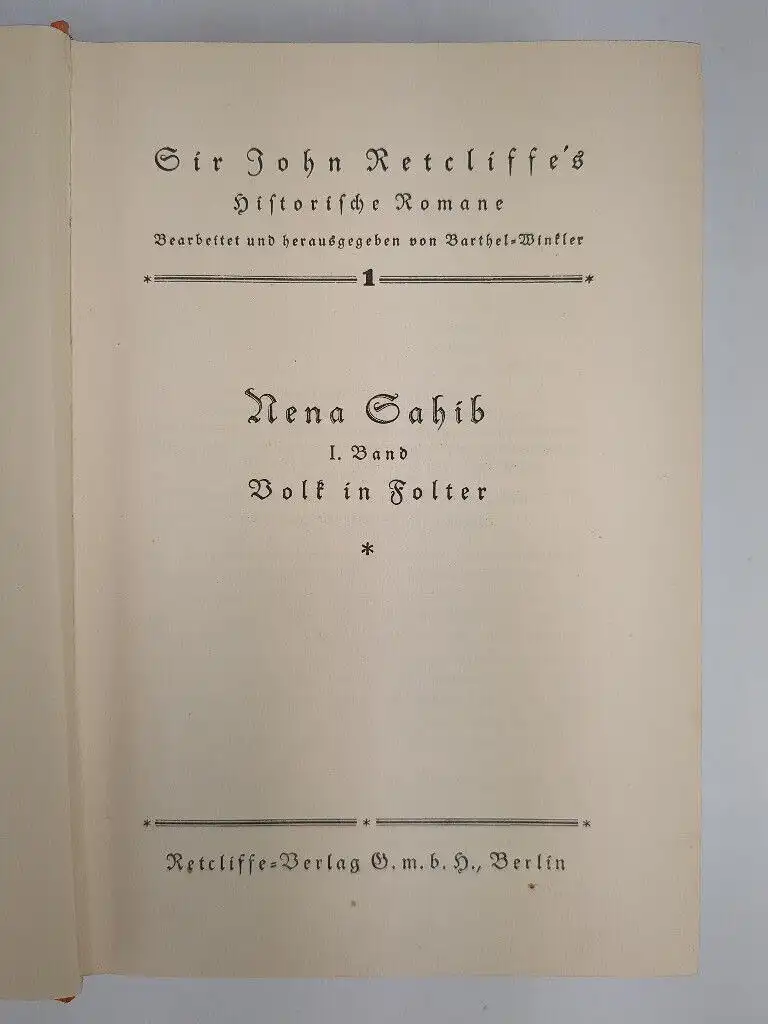 Sir John Retcliffe's
Historische Romane
Bearbeitet und herausgegeben von Barthel-Winkler
* 1 *
Nena Sahib
I. Band
Volk in Folter
*
* * *
Retcliffe-Verlag G. m. b. H., Berlin